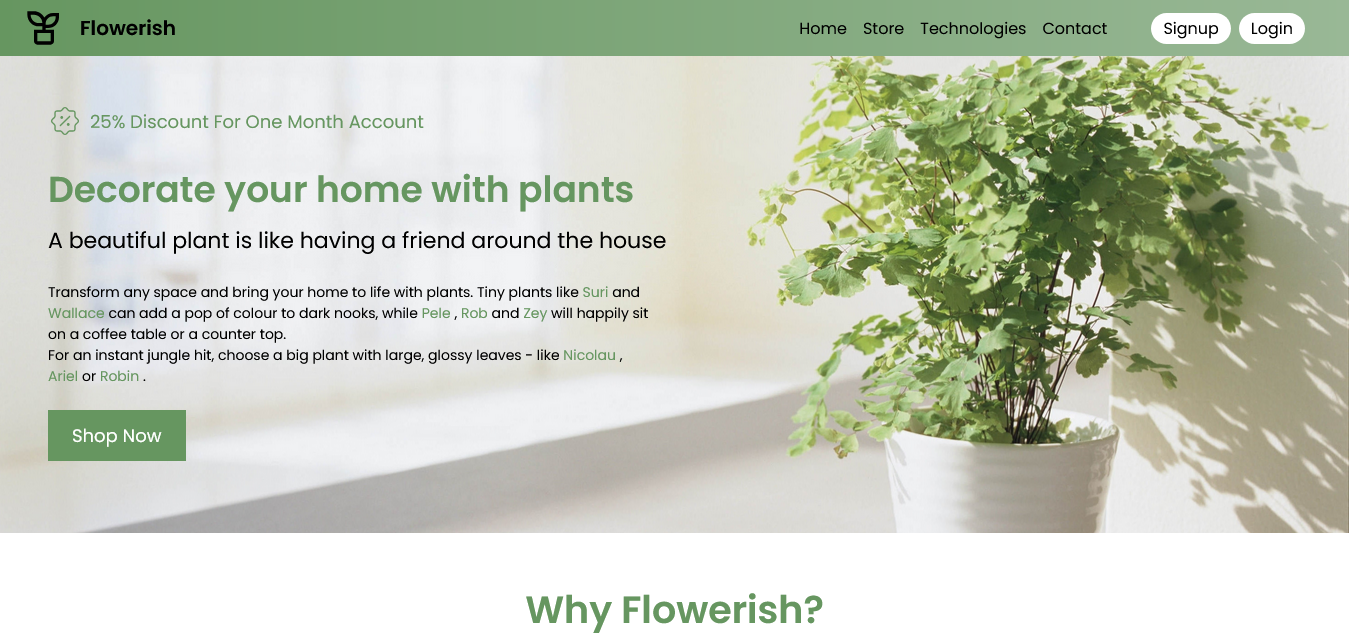 Flowerish
Home Store Technologies Contact Signup Login
25% Discount For One Month Account
Decorate your home with plants
A beautiful plant is like having a friend around the house
Transform any space and bring your home to life with plants. Tiny plants like Suri and
Wallace can add a pop of colour to dark nooks, while Pele , Rob and Zey will happily sit
on a coffee table or a counter top.
For an instant jungle hit, choose a big plant with large, glossy leaves - like Nicolau ,
Ariel or Robin .
Shop Now
Why Flowerish?